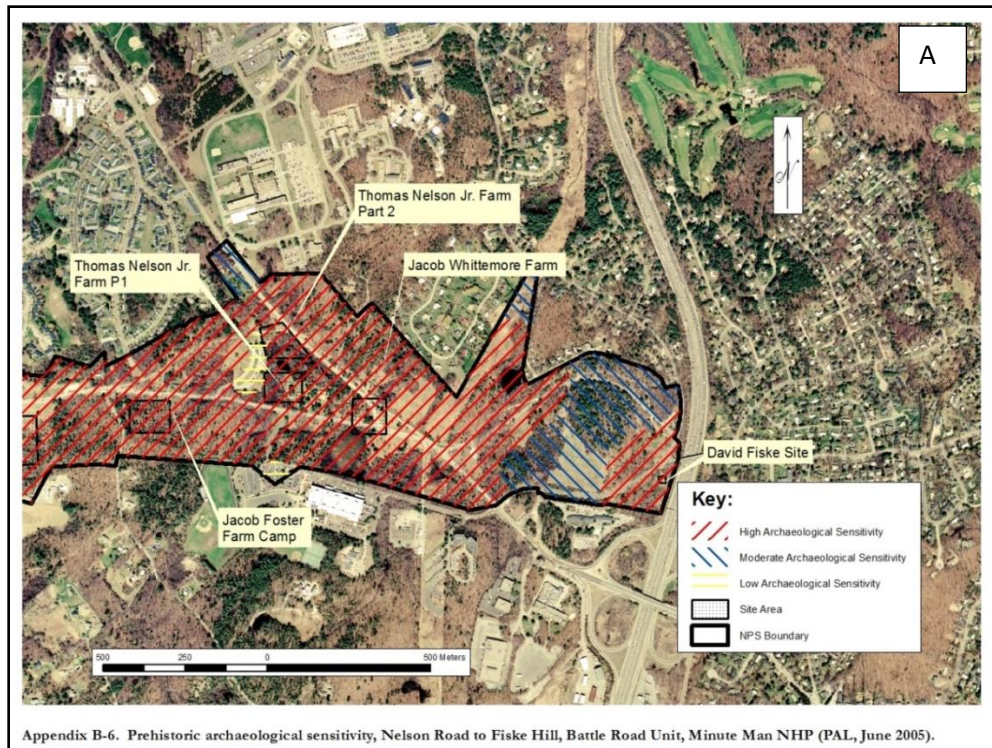 A
N
Thomas Nelson Jr. Farm
Part 2
Thomas Nelson Jr.
Farm P1
Jacob Whittemore Farm
David Fiske Site
Jacob Foster
Farm Camp
Key:
High Archaeological Sensitivity
Moderate Archaeological Sensitivity
Low Archaeological Sensitivity
Site Area
NPS Boundary
500 250 0 500 Meters
Appendix B-6. Prehistoric archaeological sensitivity, Nelson Road to Fiske Hill, Battle Road Unit, Minute Man NHP (PAL, June 2005).